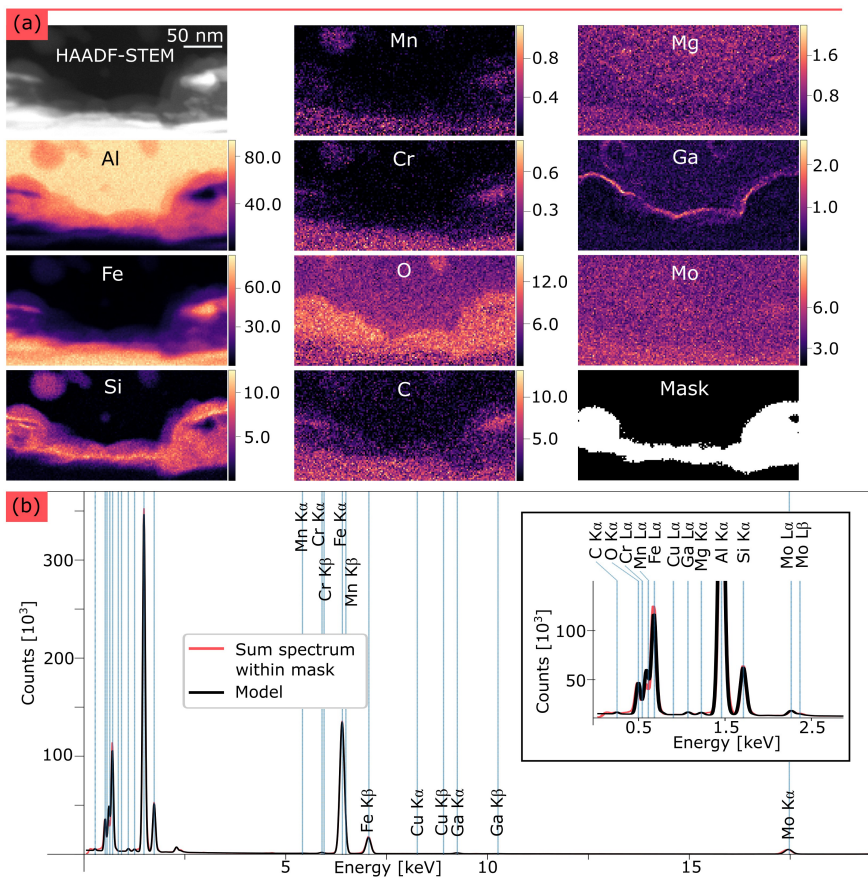 (a)
50 nm
HAADF-STEM
Mn
0.8
0.4
Mg
1.6
0.8
Al
80.0
40.0
Cr
0.6
0.3
Ga
2.0
1.0
Fe
60.0
30.0
O
12.0
6.0
Mo
6.0
3.0
Si
10.0
5.0
C
10.0
5.0
Mask
(b)
Counts [10³]
300
200
100
Sum spectrum
within mask
Model
Mn Kα
Cr Kα
Cr Kβ
Fe Kα
Mn Kβ
Fe Kβ
Cu Kα
Cu Kβ
Ga Kα
Ga Kβ
Mo Kα
5
10
15
Energy [keV]
C Kα
O Kα
Cr Lα
Mn Lα
Fe Lα
Cu Lα
Ga Lα
Mg Kα
Al Kα
Si Kα
Mo Lα
Mo Lβ
Counts [10³]
100
50
0.5
1.5
2.5
Energy [keV]